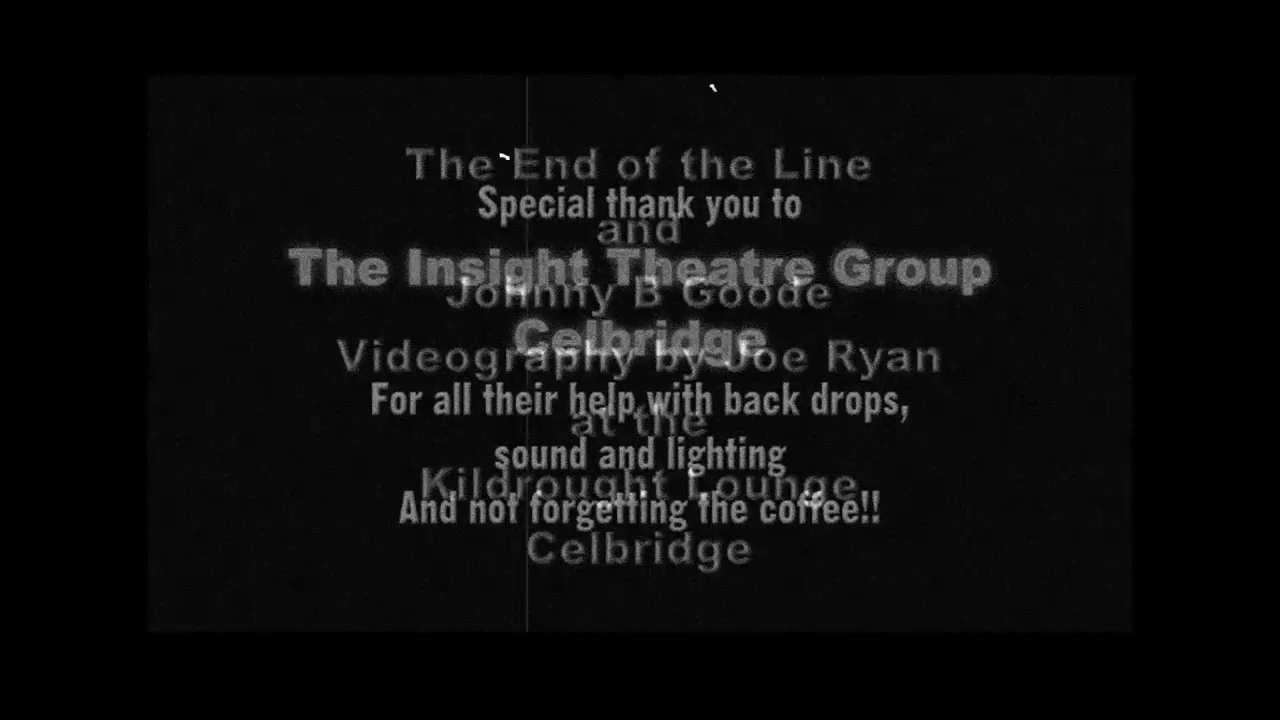 The End of the Line
Special thank you to
and
The Insight Theatre Group
Johnny B Goode
Celbridge
Videography by Joe Ryan
For all their help with back drops,
at the
sound and lighting
Kildrought Lounge
And not forgetting the coffee!!
Celbridge